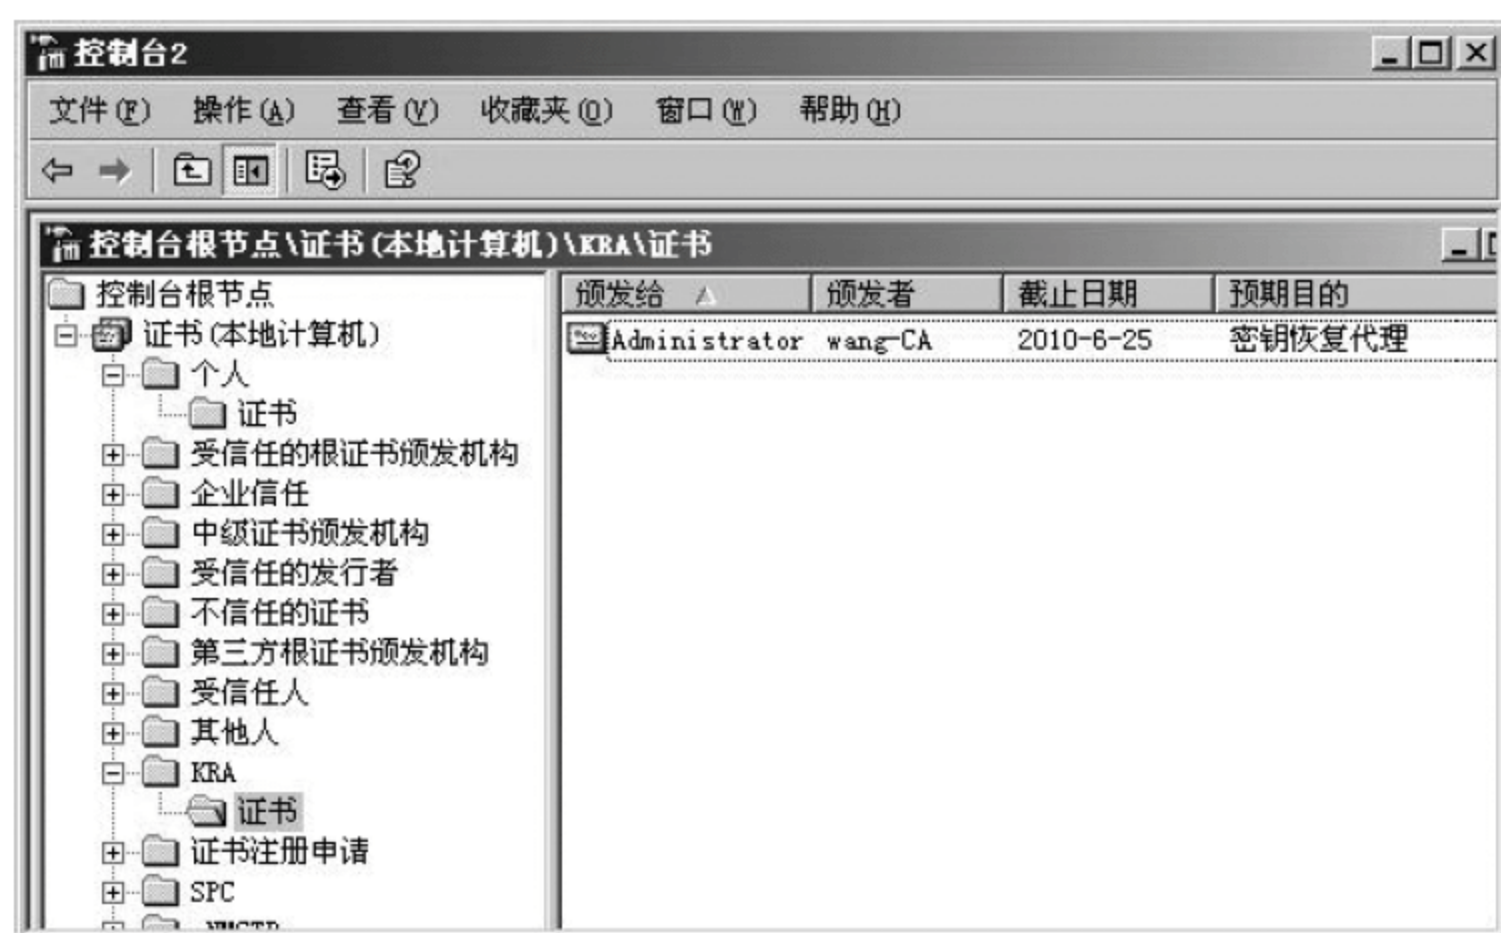 控制台2
文件(F) 操作(A) 查看(V) 收藏夹(O) 窗口(W) 帮助(H)
控制台根节点\证书(本地计算机)\KRA\证书
控制台根节点
证书(本地计算机)
个人
证书
受信任的根证书颁发机构
企业信任
中级证书颁发机构
受信任的发行者
不信任的证书
第三方根证书颁发机构
受信任人
其他人
KRA
证书
证书注册申请
SPC
颁发给 颁发者 截止日期 预期目的
Administrator wang-CA 2010-6-25 密钥恢复代理